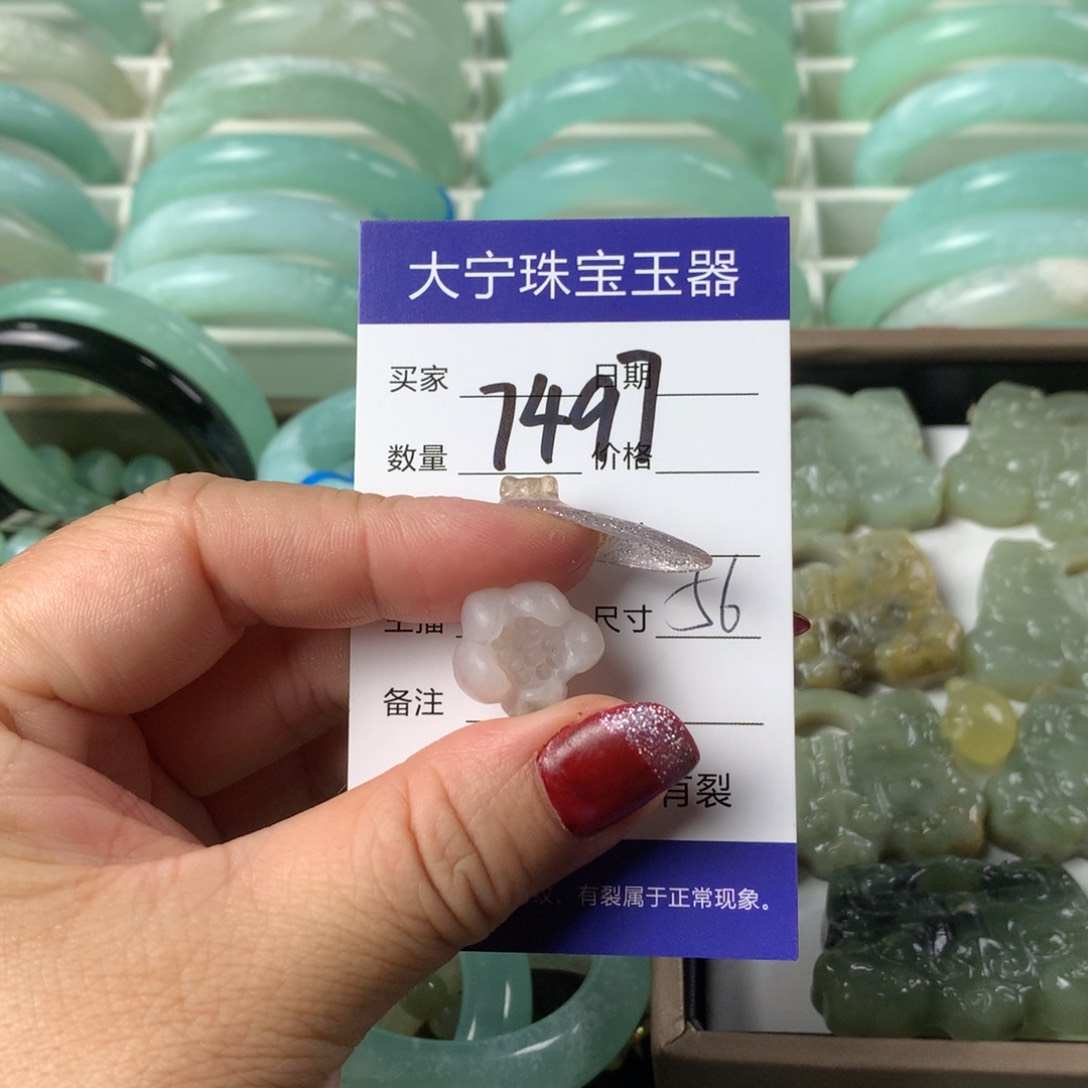 大宁珠宝玉器
买家 日期
7497
数量 价格
尺寸 56
备注
有裂
有裂属于正常现象。